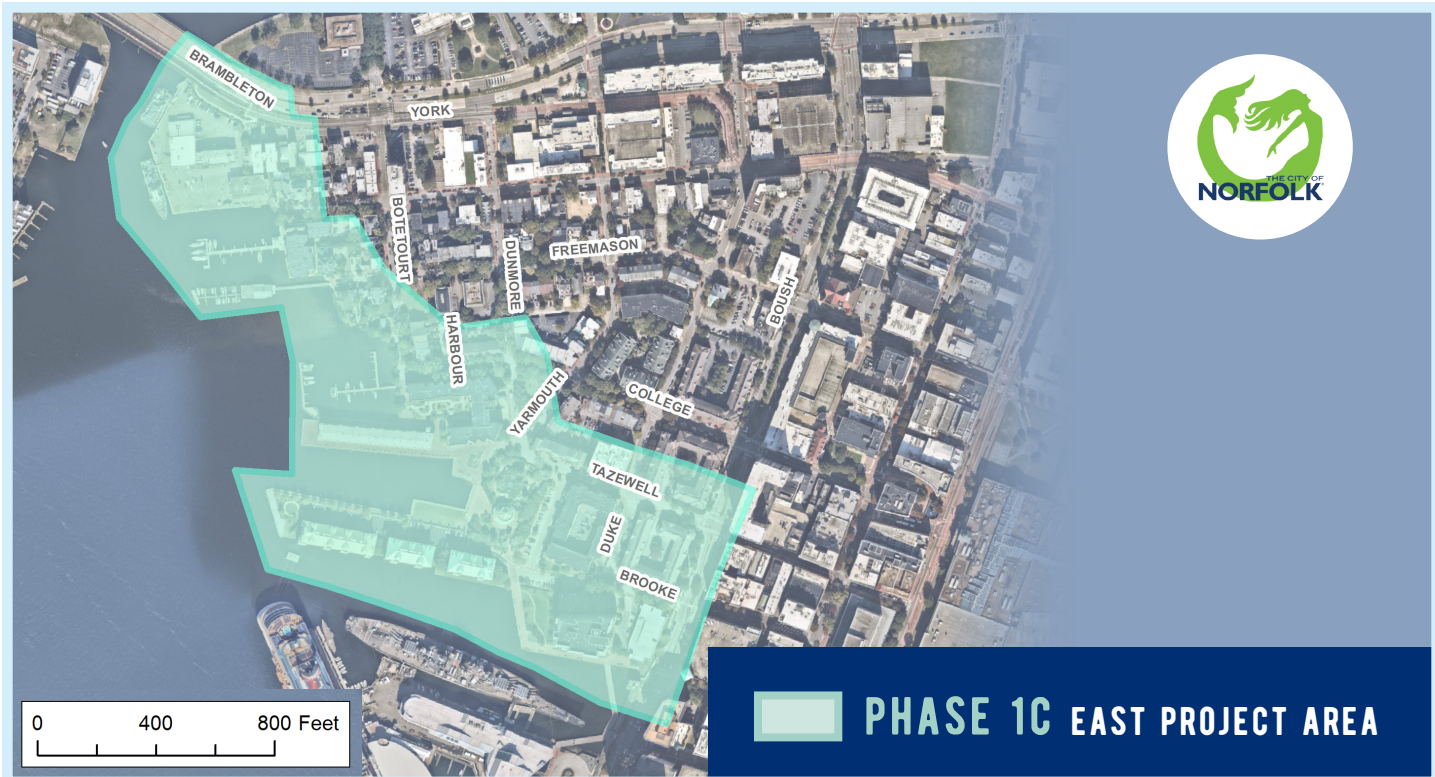 BRAMBLETON
YORK
THE CITY OF
NORFOLK
BOTETOURT
DUNMORE
FREEMASON
BOUSH
HARBOUR
YARMOUTH
COLLEGE
TAZEWELL
DUKE
BROOKE
0 400 800 Feet
PHASE 1C EAST PROJECT AREA